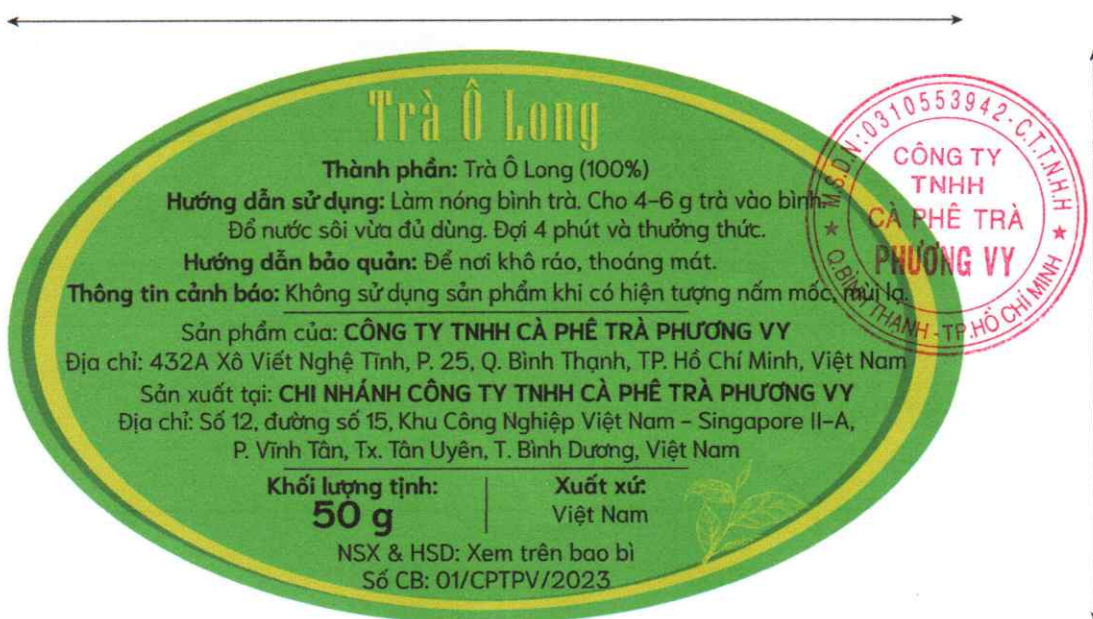 Trà Ô Long
Thành phần: Trà Ô Long (100%)
Hướng dẫn sử dụng: Làm nóng bình trà. Cho 4–6 g trà vào bình.
Đổ nước sôi vừa đủ dùng. Đợi 4 phút và thưởng thức.
Hướng dẫn bảo quản: Để nơi khô ráo, thoáng mát.
Thông tin cảnh báo: Không sử dụng sản phẩm khi có hiện tượng nấm mốc, mùi lạ.
Sản phẩm của: CÔNG TY TNHH CÀ PHÊ TRÀ PHƯƠNG VY
Địa chỉ: 432A Xô Viết Nghệ Tĩnh, P. 25, Q. Bình Thạnh, TP. Hồ Chí Minh, Việt Nam
Sản xuất tại: CHI NHÁNH CÔNG TY TNHH CÀ PHÊ TRÀ PHƯƠNG VY
Địa chỉ: Số 12, đường số 15, Khu Công Nghiệp Việt Nam – Singapore II–A,
P. Vĩnh Tân, Tx. Tân Uyên, T. Bình Dương, Việt Nam
Khối lượng tịnh:
50 g
Xuất xứ:
Việt Nam
NSX & HSD: Xem trên bao bì
Số CB: 01/CPTPV/2023
M.S.D.N: 0310553942 - C.T.T.N.H.H
CÔNG TY
TNHH
CÀ PHÊ TRÀ
PHƯƠNG VY
Q.BÌNH THẠNH - TP.HỒ CHÍ MINH